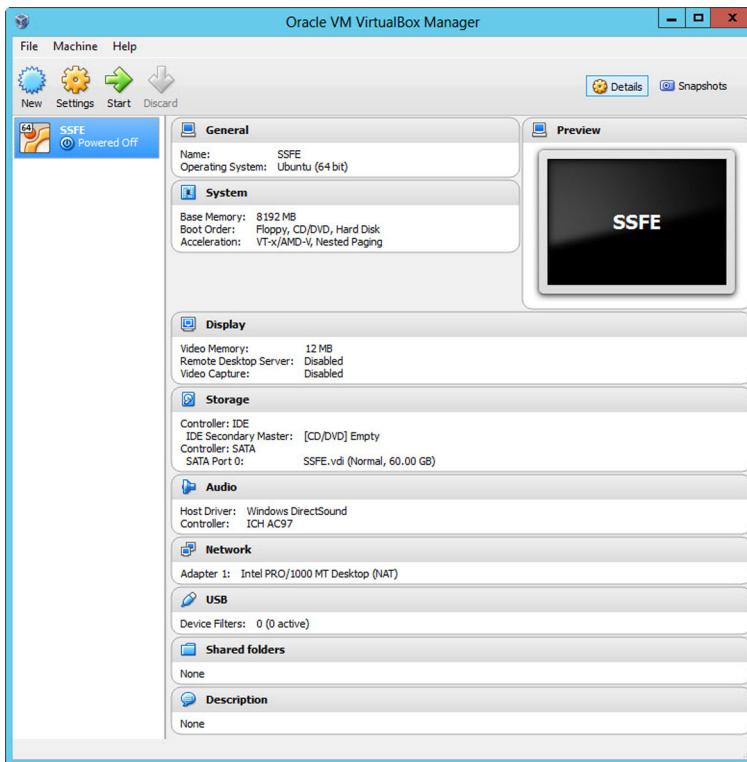 Oracle VM VirtualBox Manager
File Machine Help
New Settings Start Discard
Details Snapshots
64 SSFE
Powered Off
General
Name: SSFE
Operating System: Ubuntu (64 bit)
System
Base Memory: 8192 MB
Boot Order: Floppy, CD/DVD, Hard Disk
Acceleration: VT-x/AMD-V, Nested Paging
Preview
SSFE
Display
Video Memory: 12 MB
Remote Desktop Server: Disabled
Video Capture: Disabled
Storage
Controller: IDE
IDE Secondary Master: [CD/DVD] Empty
Controller: SATA
SATA Port 0: SSFE.vdi (Normal, 60.00 GB)
Audio
Host Driver: Windows DirectSound
Controller: ICH AC97
Network
Adapter 1: Intel PRO/1000 MT Desktop (NAT)
USB
Device Filters: 0 (0 active)
Shared folders
None
Description
None